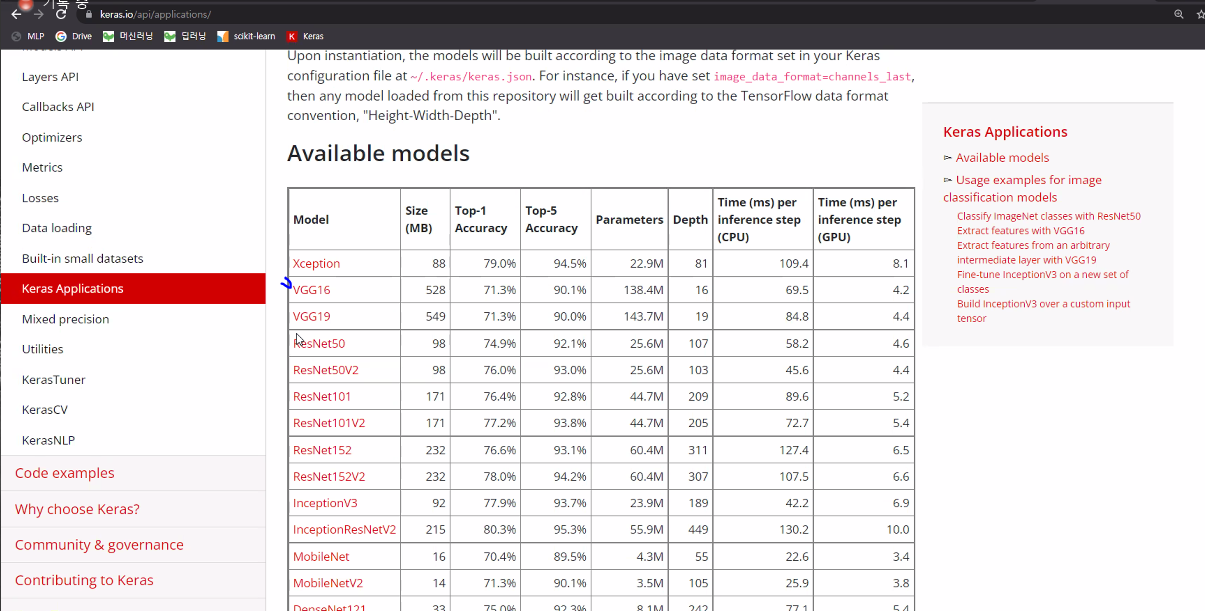 기록 중
keras.io/api/applications/
MLP Drive 머신러닝 딥러닝 scikit-learn Keras
Layers API
Callbacks API
Optimizers
Metrics
Losses
Data loading
Built-in small datasets
Keras Applications
Mixed precision
Utilities
KerasTuner
KerasCV
KerasNLP
Code examples
Why choose Keras?
Community & governance
Contributing to Keras
Upon instantiation, the models will be built according to the image data format set in your Keras
configuration file at ~/.keras/keras.json. For instance, if you have set image_data_format=channels_last,
then any model loaded from this repository will get built according to the TensorFlow data format
convention, "Height-Width-Depth".
Available models
Model Size (MB) Top-1 Accuracy Top-5 Accuracy Parameters Depth Time (ms) per inference step (CPU) Time (ms) per inference step (GPU)
Xception 88 79.0% 94.5% 22.9M 81 109.4 8.1
VGG16 528 71.3% 90.1% 138.4M 16 69.5 4.2
VGG19 549 71.3% 90.0% 143.7M 19 84.8 4.4
ResNet50 98 74.9% 92.1% 25.6M 107 58.2 4.6
ResNet50V2 98 76.0% 93.0% 25.6M 103 45.6 4.4
ResNet101 171 76.4% 92.8% 44.7M 209 89.6 5.2
ResNet101V2 171 77.2% 93.8% 44.7M 205 72.7 5.4
ResNet152 232 76.6% 93.1% 60.4M 311 127.4 6.5
ResNet152V2 232 78.0% 94.2% 60.4M 307 107.5 6.6
InceptionV3 92 77.9% 93.7% 23.9M 189 42.2 6.9
InceptionResNetV2 215 80.3% 95.3% 55.9M 449 130.2 10.0
MobileNet 16 70.4% 89.5% 4.3M 55 22.6 3.4
MobileNetV2 14 71.3% 90.1% 3.5M 105 25.9 3.8
DenseNet121 33 75.0% 92.3% 8.1M 242 77.1 5.4
Keras Applications
► Available models
► Usage examples for image
classification models
Classify ImageNet classes with ResNet50
Extract features with VGG16
Extract features from an arbitrary
intermediate layer with VGG19
Fine-tune InceptionV3 on a new set of
classes
Build InceptionV3 over a custom input
tensor